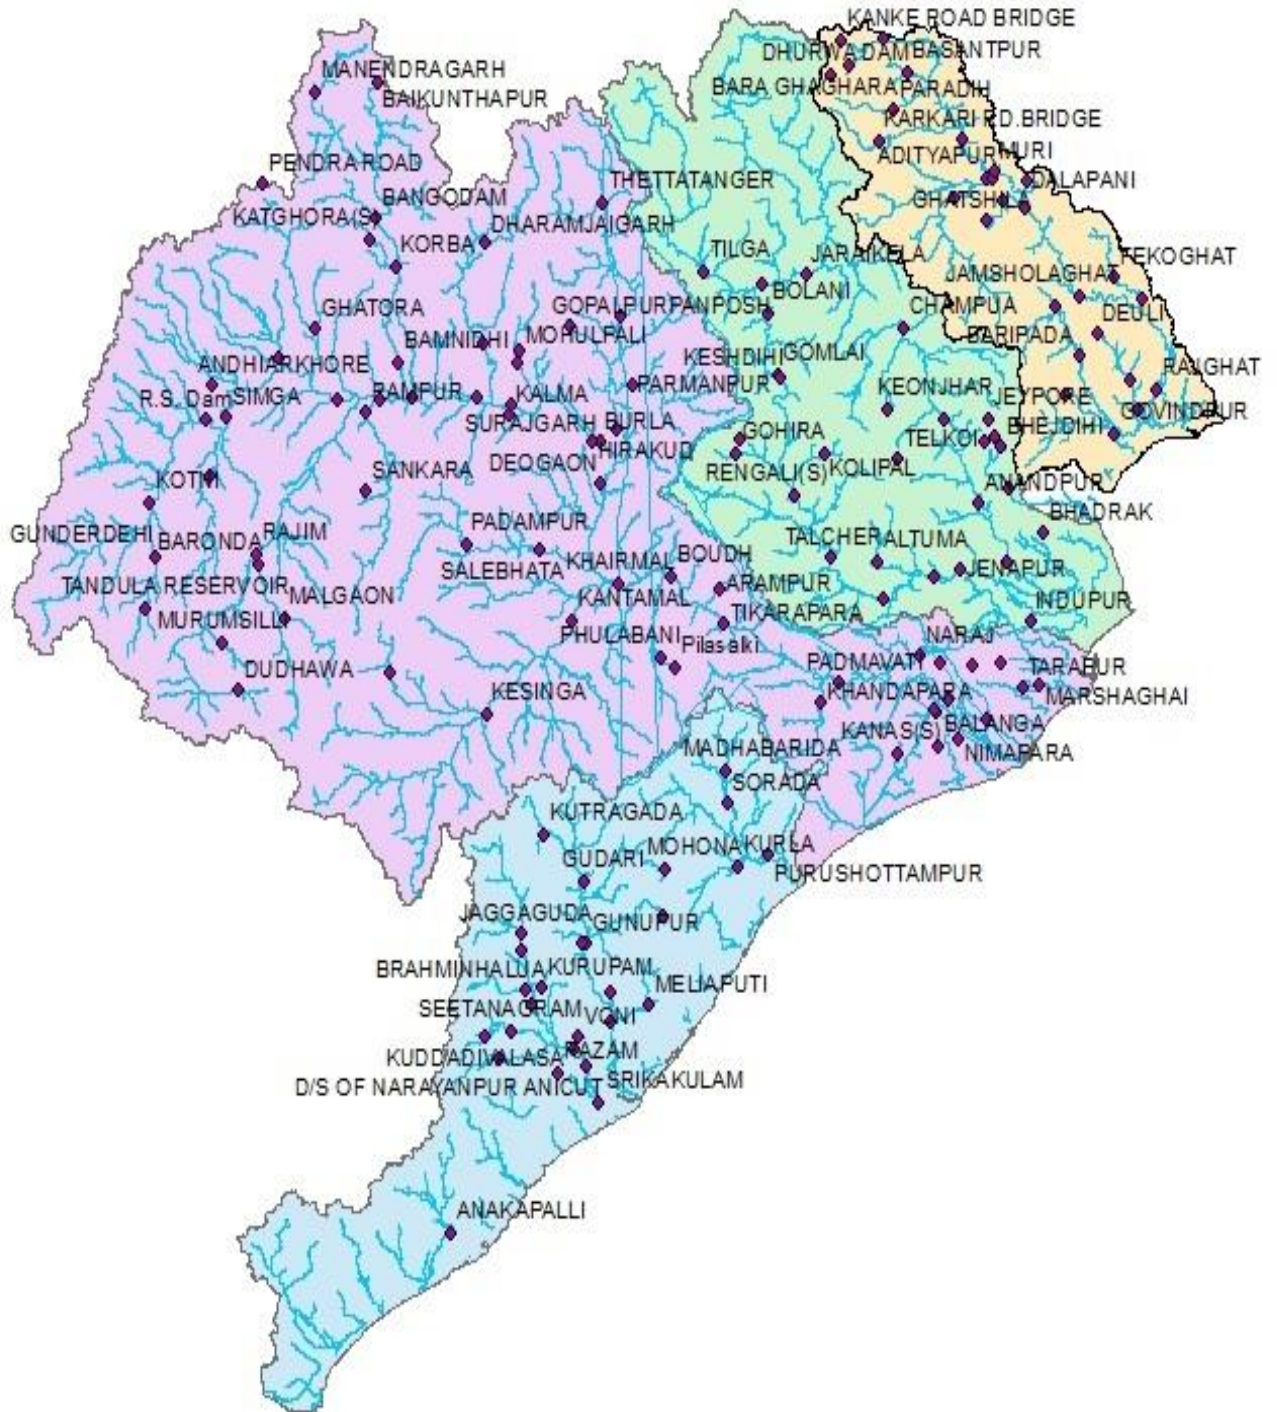 KANKE ROAD BRIDGE
DHURWA DAM
BASANTPUR
MANENDRAGARH
BARA GHAGHARA
PARADIH
BAIKUNTHAPUR
KARKARI RD.BRIDGE
ADITYAPUR
MURI
PENDRA ROAD
THETTATANGER
DALAPANI
BANGODAM
GHATSHILA
KATGHORA(S)
DHARAMJAIGARH
KORBA
TILGA
JARAIKELA
TEKOGHAT
JAMSHOLAGHAT
BOLANI
GHATORA
GOPALPUR
PANPOSH
CHAMPUA
DEULI
BAMNIDHI
MOHULPALI
BARIPADA
ANDHIARKHORE
KESHDIHI
GOMLAI
RAJGHAT
RAMPUR
KALMA
PARMANPUR
KEONJHAR
JEYPORE
R.S. Dam
SIMGA
GOVINDPUR
SURAJGARH
BURLA
GOHIRA
TELKOI
BHEJDIHI
HIRAKUD
DEOGAON
RENGALI(S)
KOLIPAL
SANKARA
KOTNI
ANANDPUR
BHADRAK
PADAMPUR
GUNDERDEHI
BARONDA
RAJIM
TALCHER
ALTUMA
KHAIRMAL
BOUDH
SALEBHATA
JENAPUR
TANDULA RESERVOIR
ARAMPUR
MALGAON
KANTAMAL
INDUPUR
MURUMSILLI
TIKARAPARA
PHULABANI
Pilasalki
NARAJ
DUDHAWA
PADMAVATI
TARAPUR
KESINGA
KHANDAPARA
MARSHAGHAI
KANAS(S)
BALANGA
MADHABARIDA
NIMAPARA
SORADA
KUTRAGADA
MOHONA
KURLA
GUDARI
PURUSHOTTAMPUR
JAGGAGUDA
GUNUPUR
BRAHMINHALUA
KURUPAM
MELIAPUTI
SEETANAGRAM
VONI
KUDDADIVALASA
RAZAM
D/S OF NARAYANPUR ANICUT
SRIKAKULAM
ANAKAPALLI